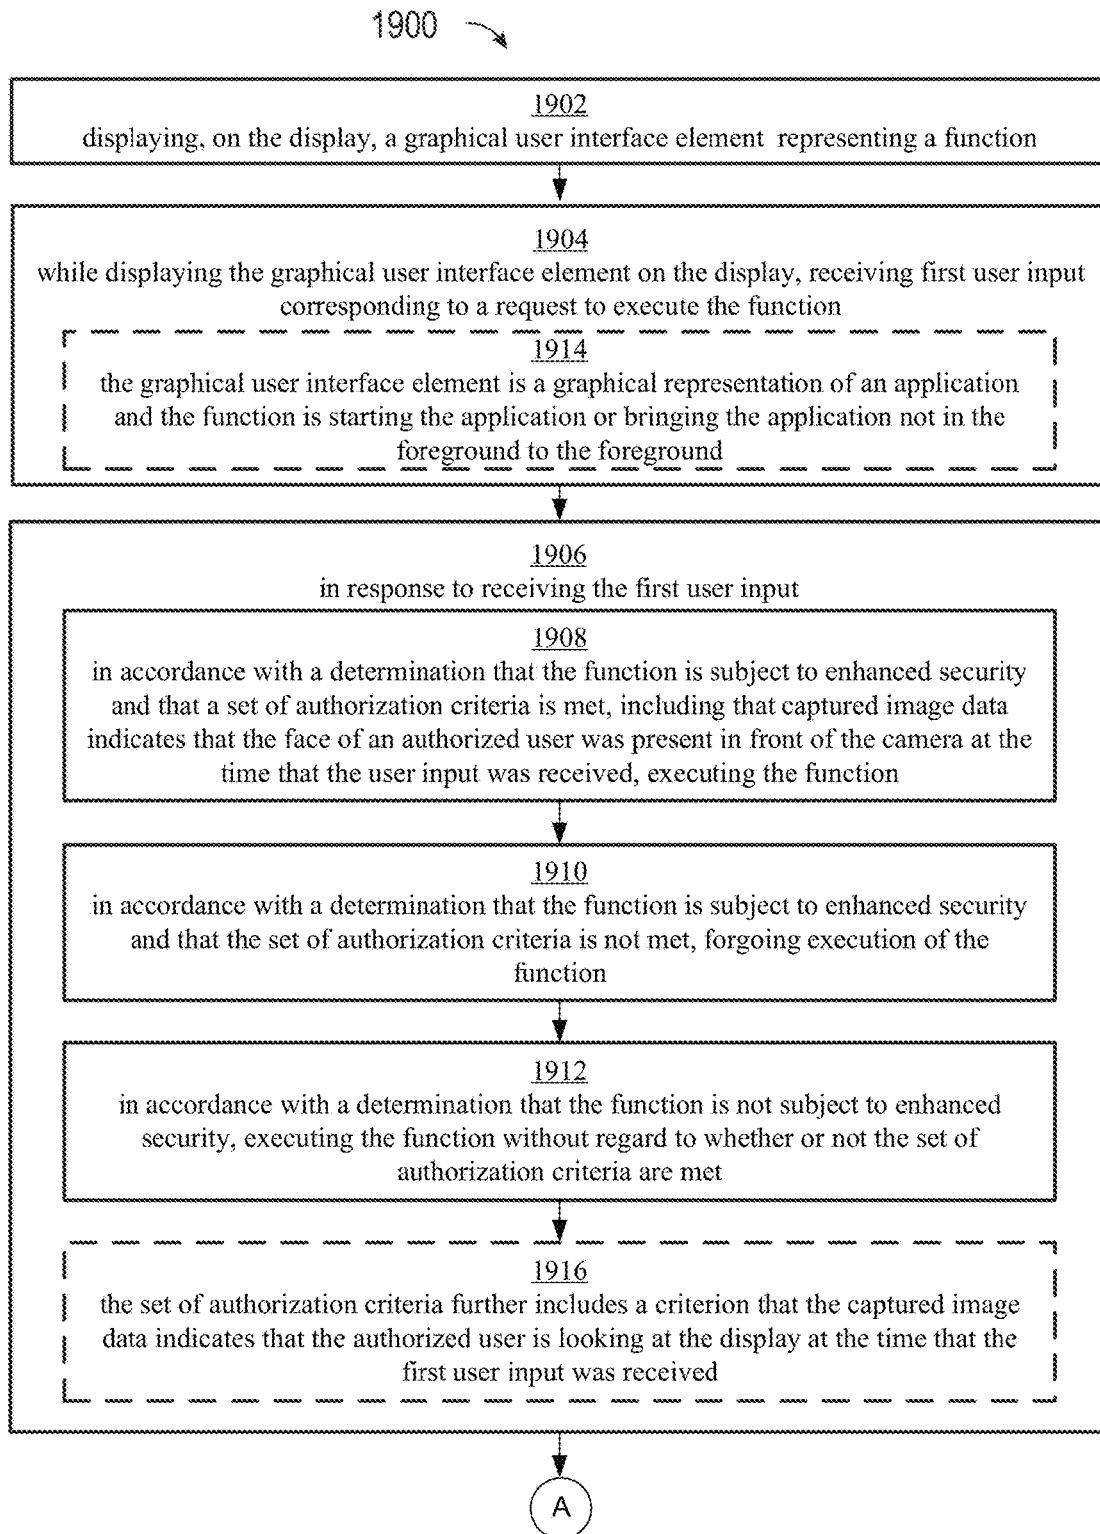 1900
1902
displaying, on the display, a graphical user interface element representing a function
1904
while displaying the graphical user interface element on the display, receiving first user input
corresponding to a request to execute the function
1914
the graphical user interface element is a graphical representation of an application
and the function is starting the application or bringing the application not in the
foreground to the foreground
1906
in response to receiving the first user input
1908
in accordance with a determination that the function is subject to enhanced security
and that a set of authorization criteria is met, including that captured image data
indicates that the face of an authorized user was present in front of the camera at the
time that the user input was received, executing the function
1910
in accordance with a determination that the function is subject to enhanced security
and that the set of authorization criteria is not met, forgoing execution of the
function
1912
in accordance with a determination that the function is not subject to enhanced
security, executing the function without regard to whether or not the set of
authorization criteria are met
1916
the set of authorization criteria further includes a criterion that the captured image
data indicates that the authorized user is looking at the display at the time that the
first user input was received
A